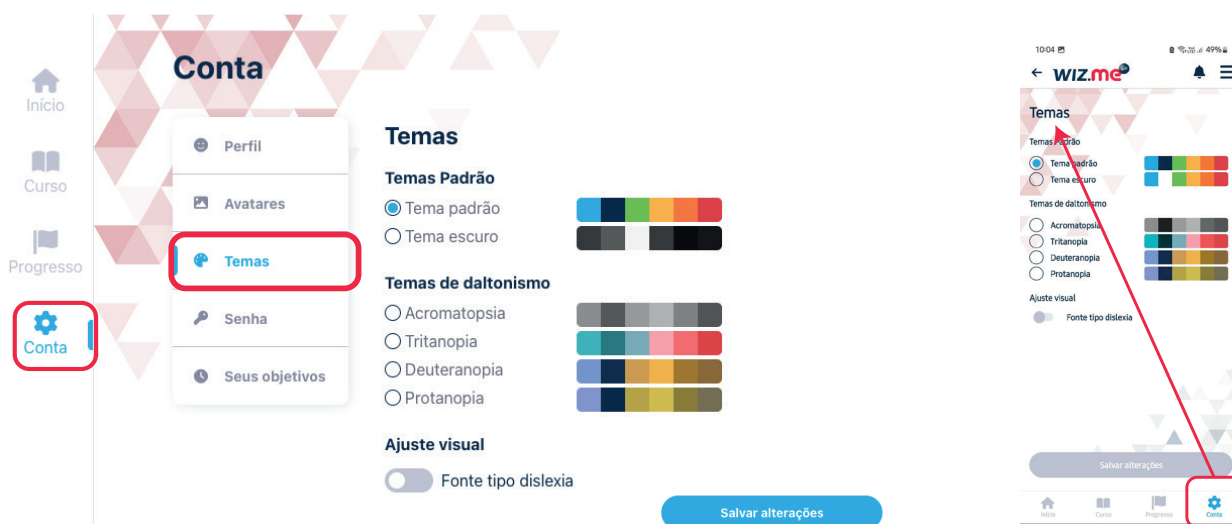 Início
Curso
Progresso
Conta
Conta
Perfil
Avatares
Temas
Senha
Seus objetivos
Temas
Temas Padrão
Tema padrão
Tema escuro
Temas de daltonismo
Acromatopsia
Tritanopia
Deuteranopia
Protanopia
Ajuste visual
Fonte tipo dislexia
Salvar alterações
10:04
49%
wiz.me
Temas
Temas Padrão
Tema padrão
Tema escuro
Temas de daltonismo
Acromatopsia
Tritanopia
Deuteranopia
Protanopia
Ajuste visual
Fonte tipo dislexia
Salvar alterações
Início
Curso
Progresso
Conta